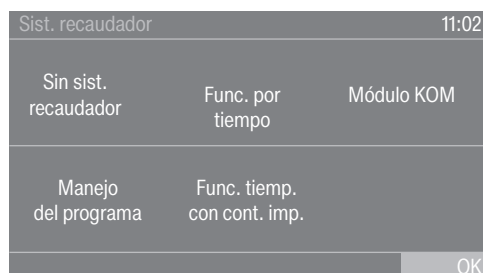 Sist. recaudador 11:02
Sin sist.
recaudador
Func. por
tiempo
Módulo KOM
Manejo
del programa
Func. tiemp.
con cont. imp.
OK